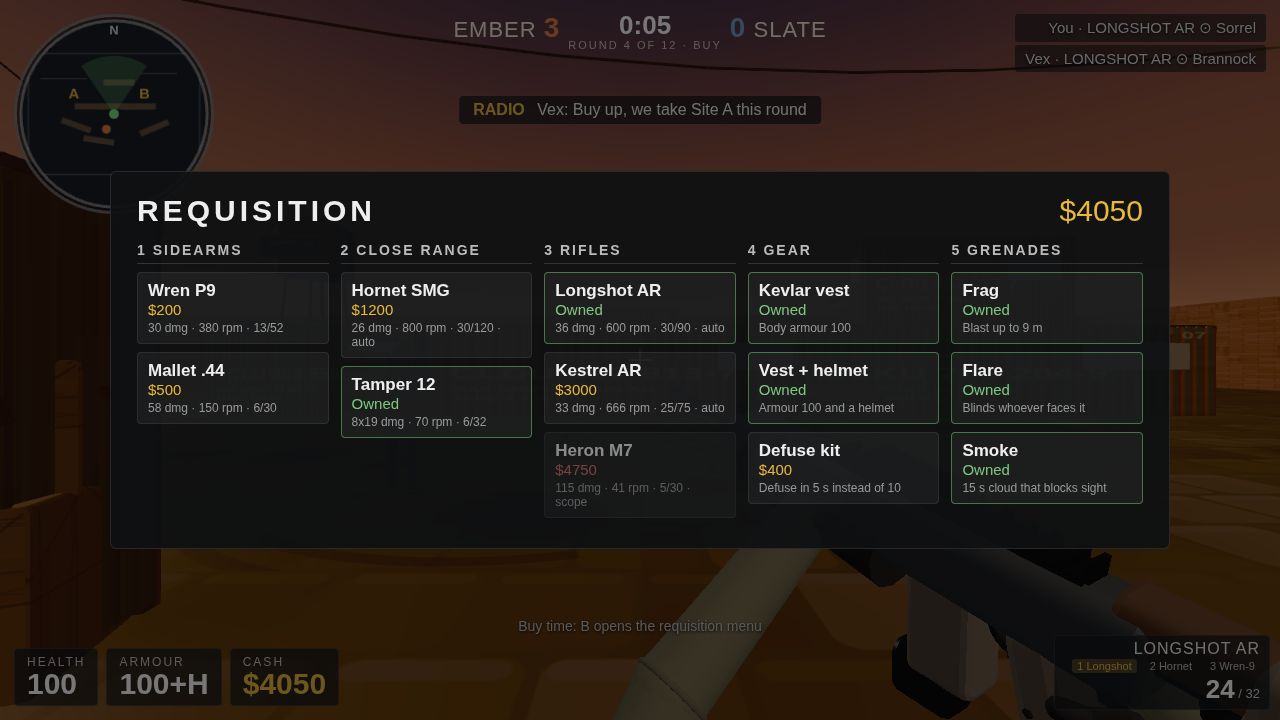 N
A
B
EMBER 3
0:05
0 SLATE
ROUND 4 OF 12 · BUY
You · LONGSHOT AR ⊙ Sorrel
Vex · LONGSHOT AR ⊙ Brannock
RADIO Vex: Buy up, we take Site A this round
REQUISITION
$4050
1 SIDEARMS
Wren P9
$200
30 dmg · 380 rpm · 13/52
Mallet .44
$500
58 dmg · 150 rpm · 6/30
2 CLOSE RANGE
Hornet SMG
$1200
26 dmg · 800 rpm · 30/120 ·
auto
Tamper 12
Owned
8x19 dmg · 70 rpm · 6/32
3 RIFLES
Longshot AR
Owned
36 dmg · 600 rpm · 30/90 · auto
Kestrel AR
$3000
33 dmg · 666 rpm · 25/75 · auto
Heron M7
$4750
115 dmg · 41 rpm · 5/30 ·
scope
4 GEAR
Kevlar vest
Owned
Body armour 100
Vest + helmet
Owned
Armour 100 and a helmet
Defuse kit
$400
Defuse in 5 s instead of 10
5 GRENADES
Frag
Owned
Blast up to 9 m
Flare
Owned
Blinds whoever faces it
Smoke
Owned
15 s cloud that blocks sight
07
Buy time: B opens the requisition menu
HEALTH
100
ARMOUR
100+H
CASH
$4050
LONGSHOT AR
1 Longshot 2 Hornet 3 Wren-9
24 / 32